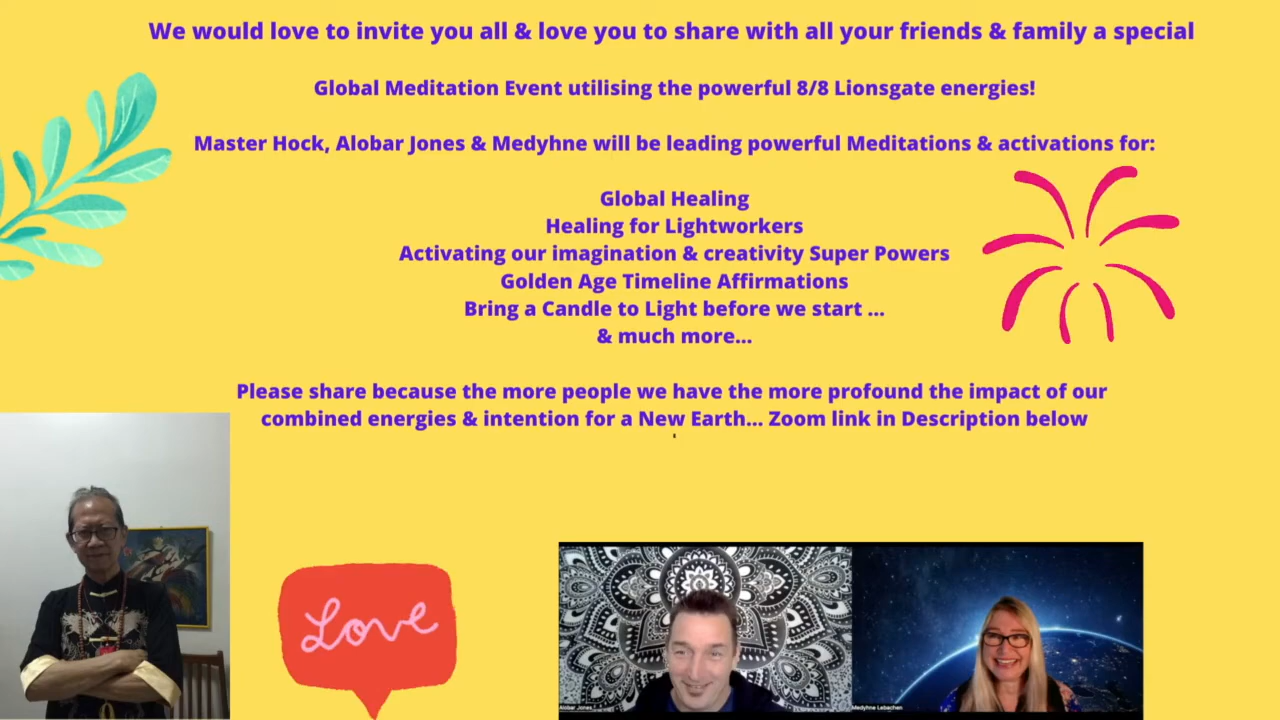 We would love to invite you all & love you to share with all your friends & family a special
Global Meditation Event utilising the powerful 8/8 Lionsgate energies!
Master Hock, Alobar Jones & Medyhne will be leading powerful Meditations & activations for:
Global Healing
Healing for Lightworkers
Activating our imagination & creativity Super Powers
Golden Age Timeline Affirmations
Bring a Candle to Light before we start ...
& much more...
Please share because the more people we have the more profound the impact of our
combined energies & intention for a New Earth... Zoom link in Description below
'
Love
Alobar Jones
Medyhne Lebachen